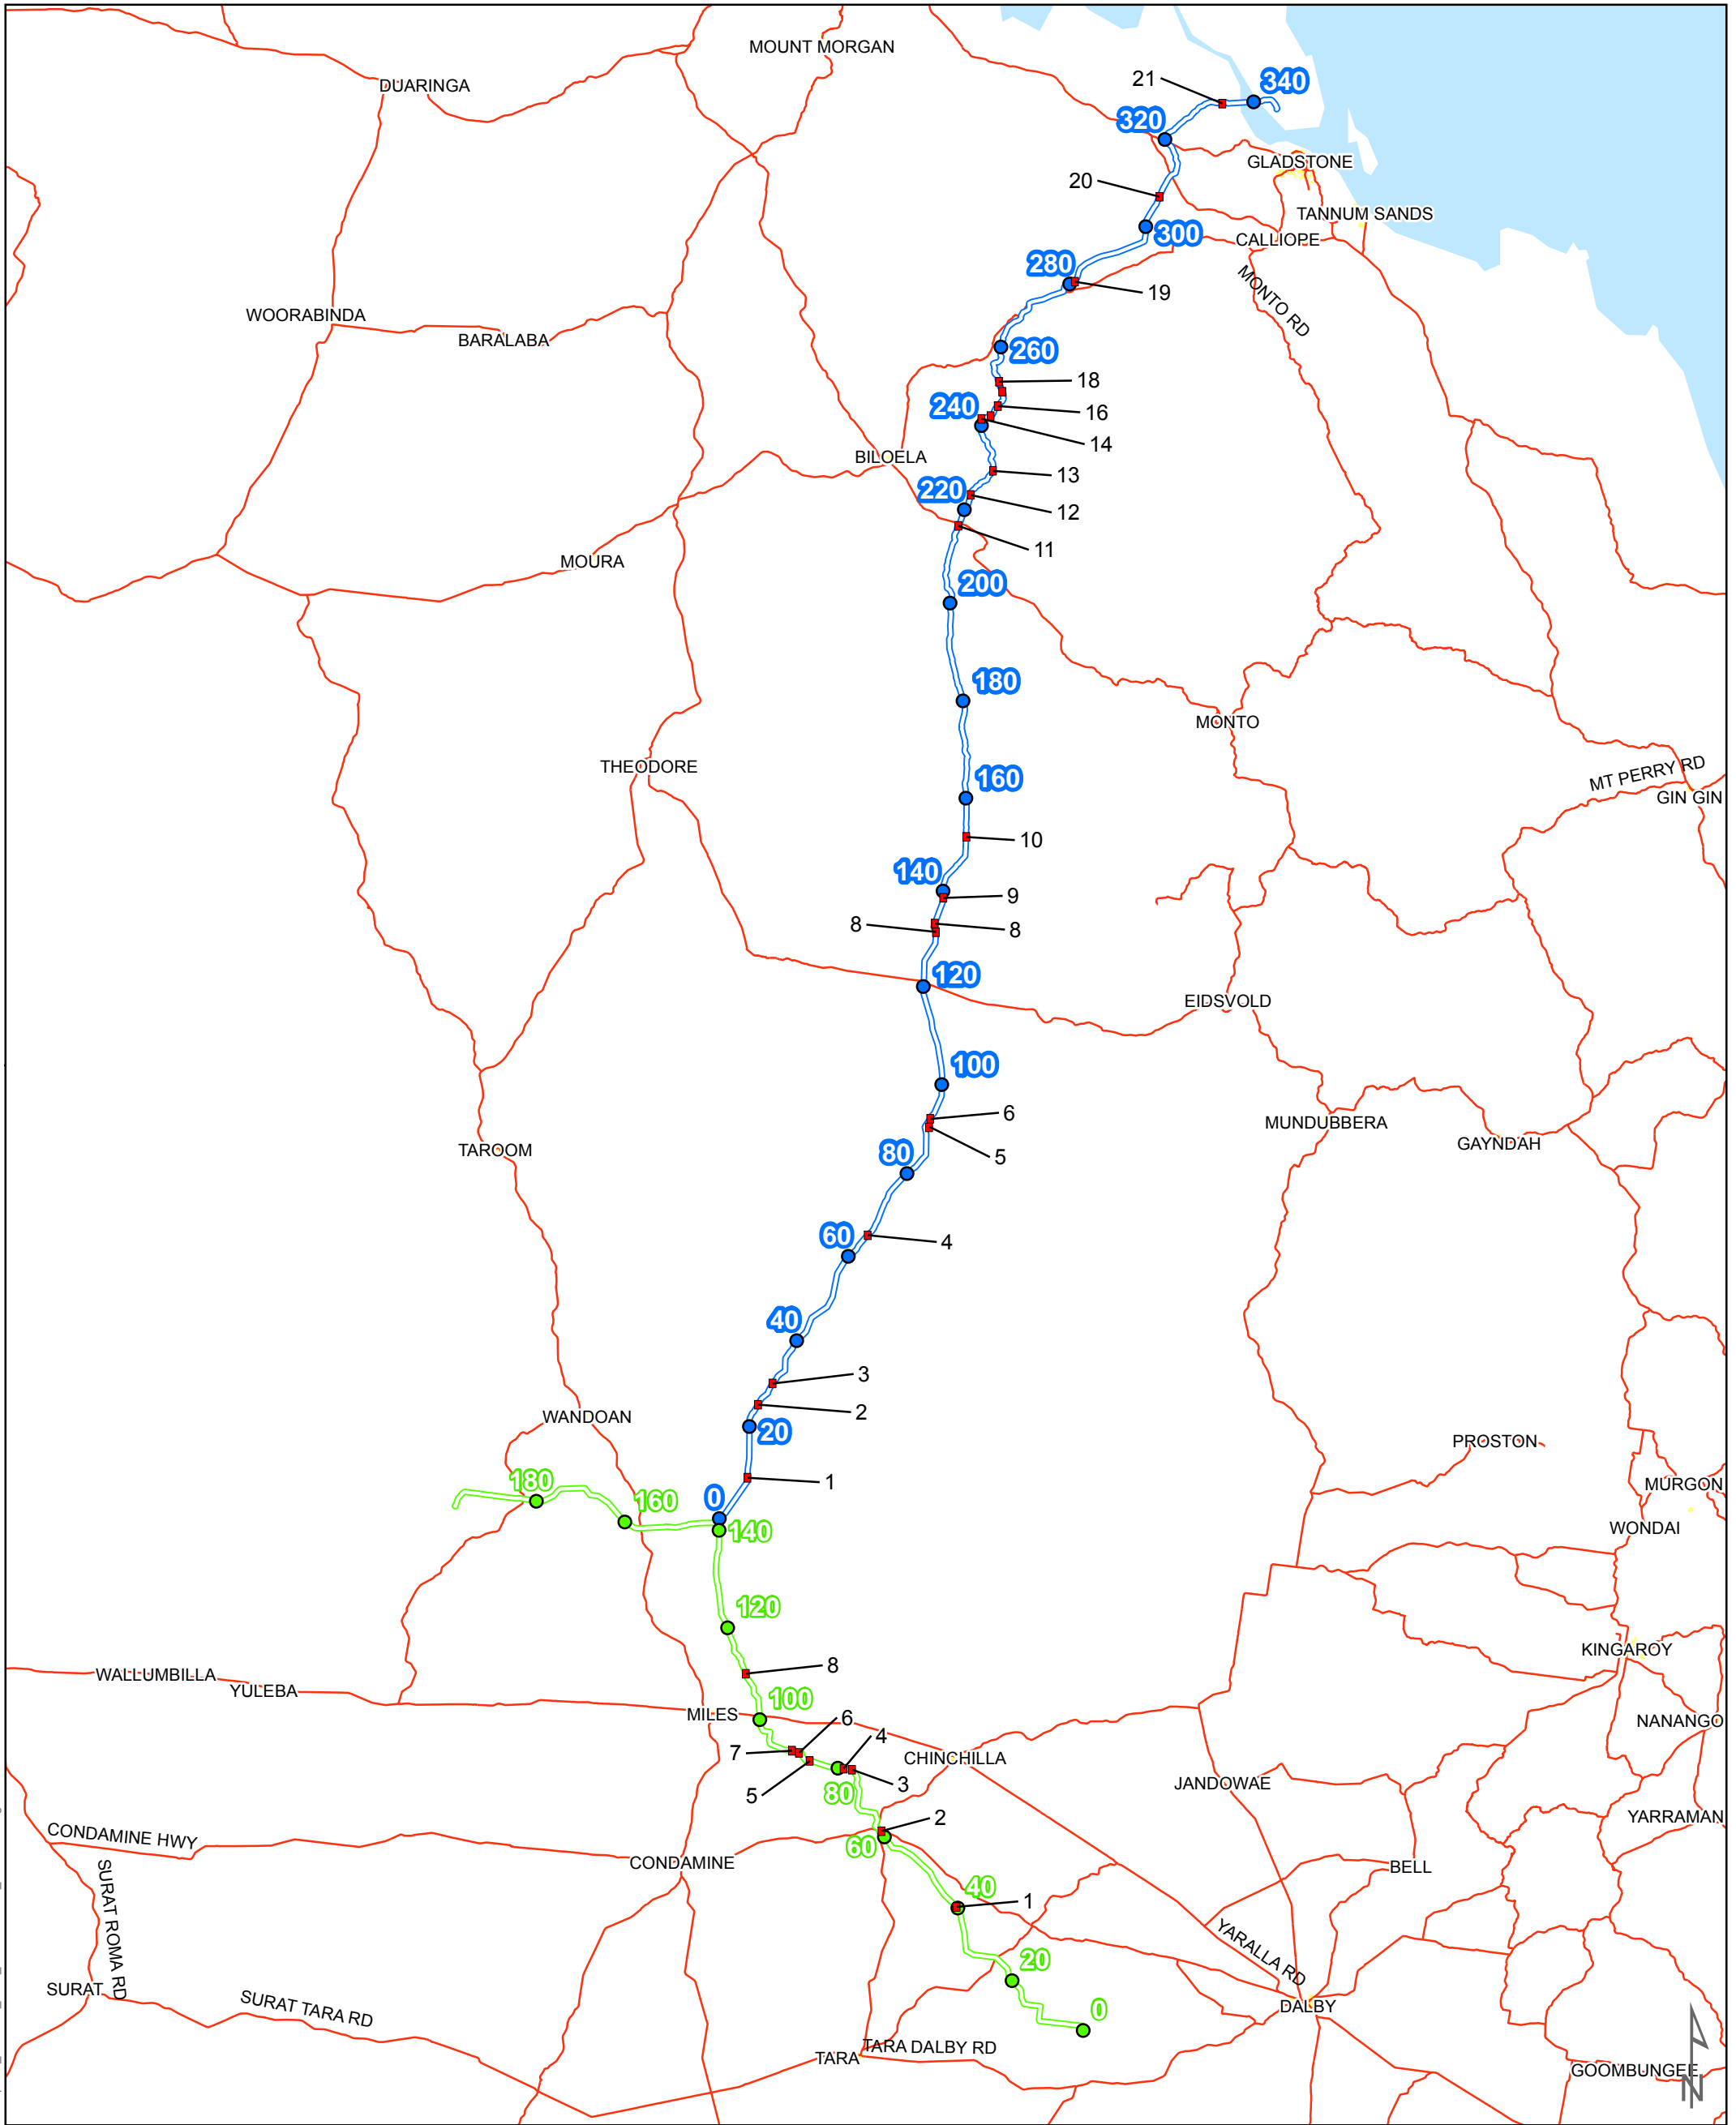 MOUNT MORGAN
21
340
DUARINGA
320
GLADSTONE
20
TANNUM SANDS
300
CALLIOPE
280
19
MONTO RD
WOORABINDA
BARALABA
260
18
240
16
14
BILOELA
13
220
12
11
MOURA
200
180
MONTO
THEODORE
160
MT PERRY RD
GIN GIN
10
140
9
8
8
120
EIDSVOLD
100
6
MUNDUBBERA
GAYNDAH
TAROOM
5
80
60
4
40
3
2
WANDOAN
20
PROSTON
180
1
MURGON
160
0
140
WONDAI
120
KINGAROY
8
WALLUMBILLA
YULEBA
100
MILES
6
NANANGO
7
4
CHINCHILLA
5
80
3
JANDOWAE
2
YARRAMAN
CONDAMINE HWY
60
CONDAMINE
BELL
40
1
SURAT ROMA RD
YARALLA RD
20
SURAT
SURAT TARA RD
0
DALBY
TARA DALBY RD
TARA
GOOMBUNGEE
N